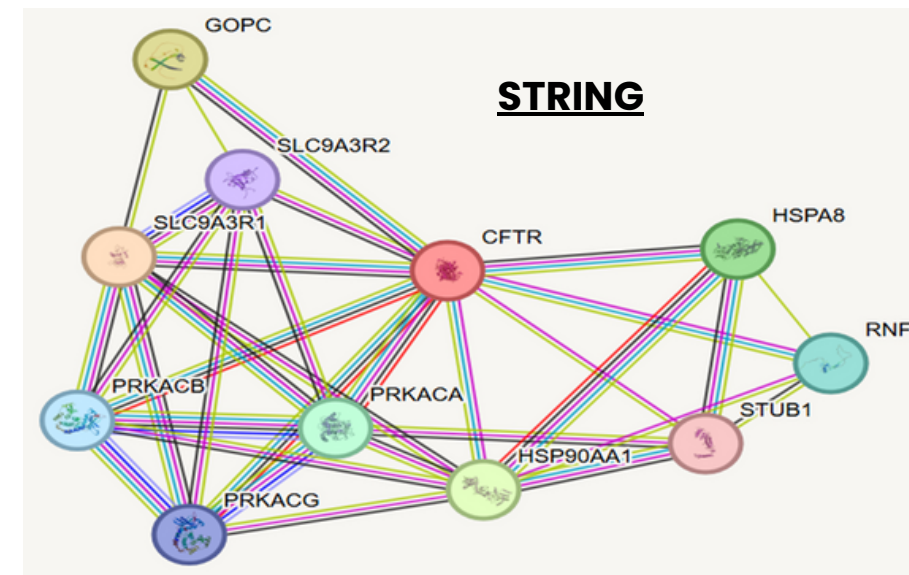 GOPC
STRING
SLC9A3R2
SLC9A3R1
HSPA8
CFTR
RNF
PRKACB
PRKACA
STUB1
HSP90AA1
PRKACG